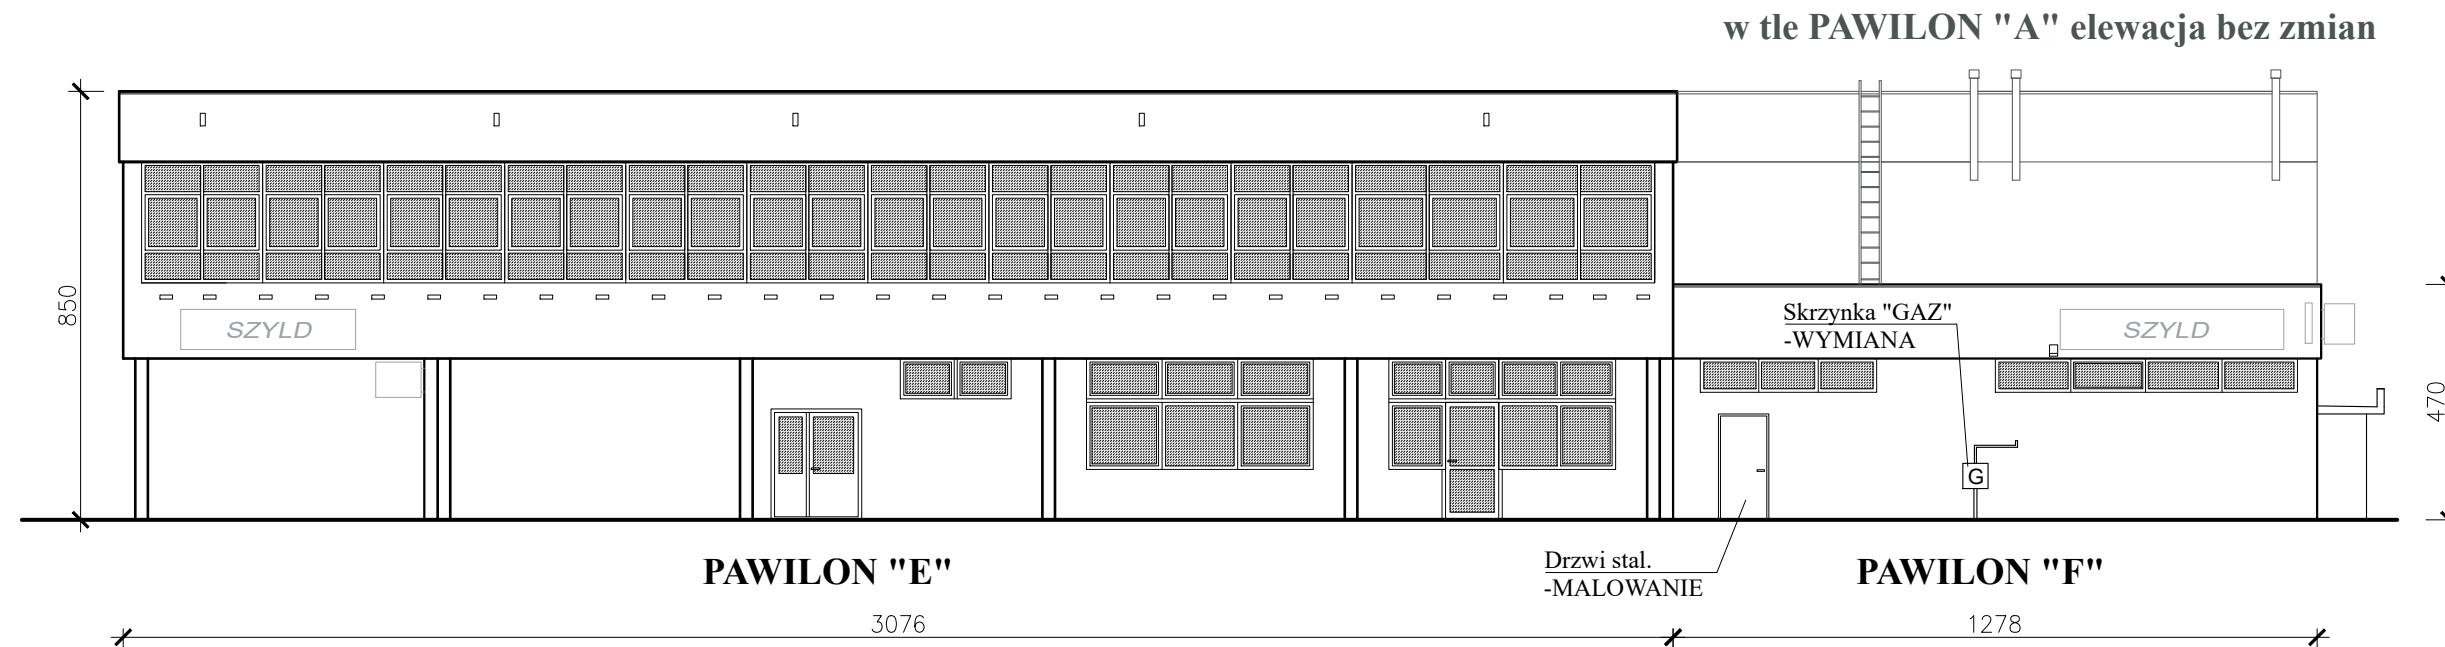 w tle PAWILON "A" elewacja bez zmian
850
SZYLD
Skrzynka "GAZ"
-WYMIANA
SZYLD
470
G
Drzwi stal.
-MALOWANIE
PAWILON "E"
PAWILON "F"
3076
1278